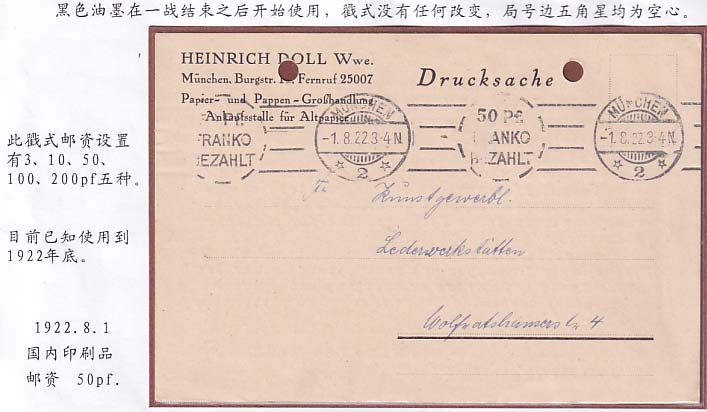 黑色油墨在一战结束之后开始使用，戳式没有任何改变，局号边五角星均为空心。
此戳式邮资设置
有3、10、50、
100、200pf五种。
目前已知使用到
1922年底。
1922.8.1
国内印刷品
邮资 50pf.
HEINRICH DOLL Wwe.
München, Burgstr. Fernruf 25007
Papier- und Pappen-Großhandlung
Ankaufsstelle für Altpapier
Drucksache
Pf.
FRANKO
BEZAHLT
MÜNCHEN
-1.8.22.3-4N.
☆ 2 ☆
50 Pf.
ANKO
BEZAHLT
MÜNCHEN
-1.8.22.3-4N.
☆ 2 ☆
Kunstgewerbl.
Lederwerkstätten
Wolfratshauserstr. 4